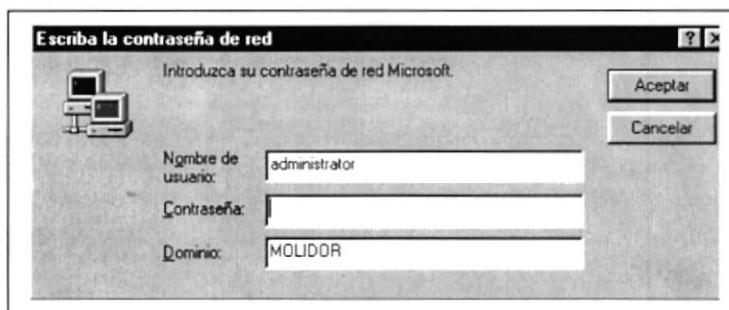 Escriba la contraseña de red
Introduzca su contraseña de red Microsoft.
Aceptar
Cancelar
Nombre de usuario:
administrator
Contraseña:
Dominio:
MOLIDOR